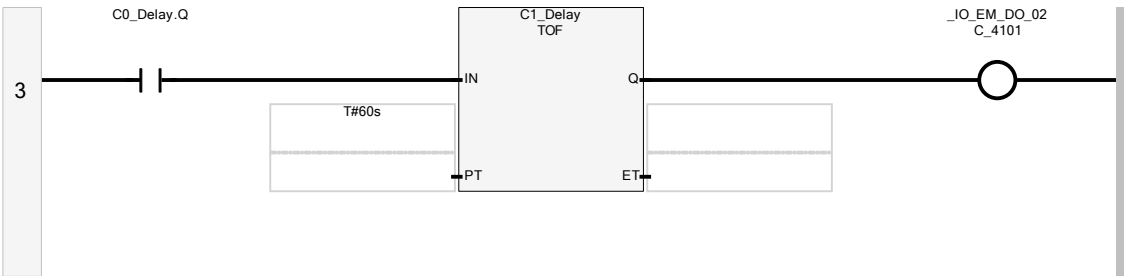 C0_Delay.Q
C1_Delay
TOF
_IO_EM_DO_02
C_4101
3
IN
Q
T#60s
PT
ET